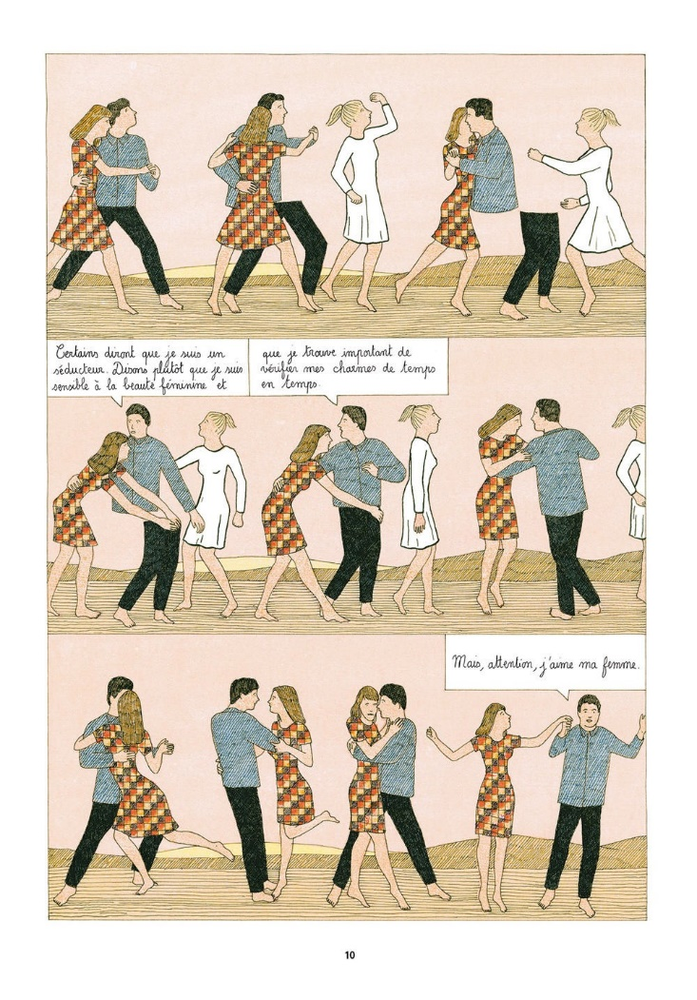 Certains diront que je suis un
séducteur. Disons plutôt que je suis
sensible à la beauté féminine et
que je trouve important de
vérifier mes charmes de temps
en temps.
Mais, attention, j'aime ma femme.
10